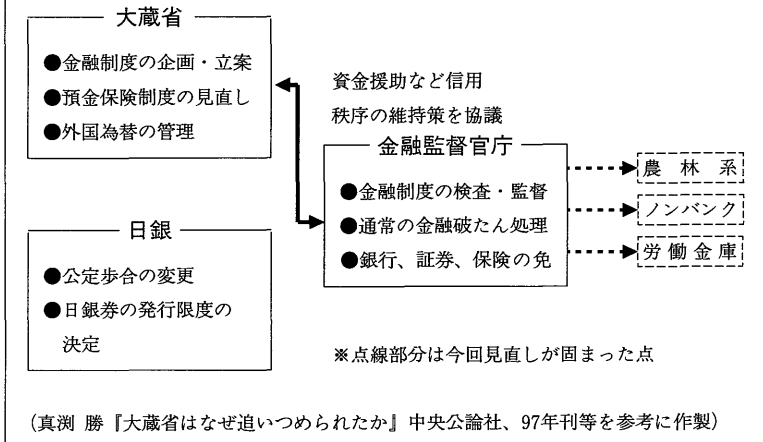 大蔵省
●金融制度の企画・立案
●預金保険制度の見直し
●外国為替の管理
資金援助など信用
秩序の維持策を協議
金融監督官庁
●金融制度の検査・監督
●通常の金融破たん処理
●銀行、証券、保険の免
農林系
ノンバンク
労働金庫
日銀
●公定歩合の変更
●日銀券の発行限度の
決定
※点線部分は今回見直しが固まった点
(真渕 勝『大蔵省はなぜ追いつめられたか』中央公論社、97年刊等を参考に作製)